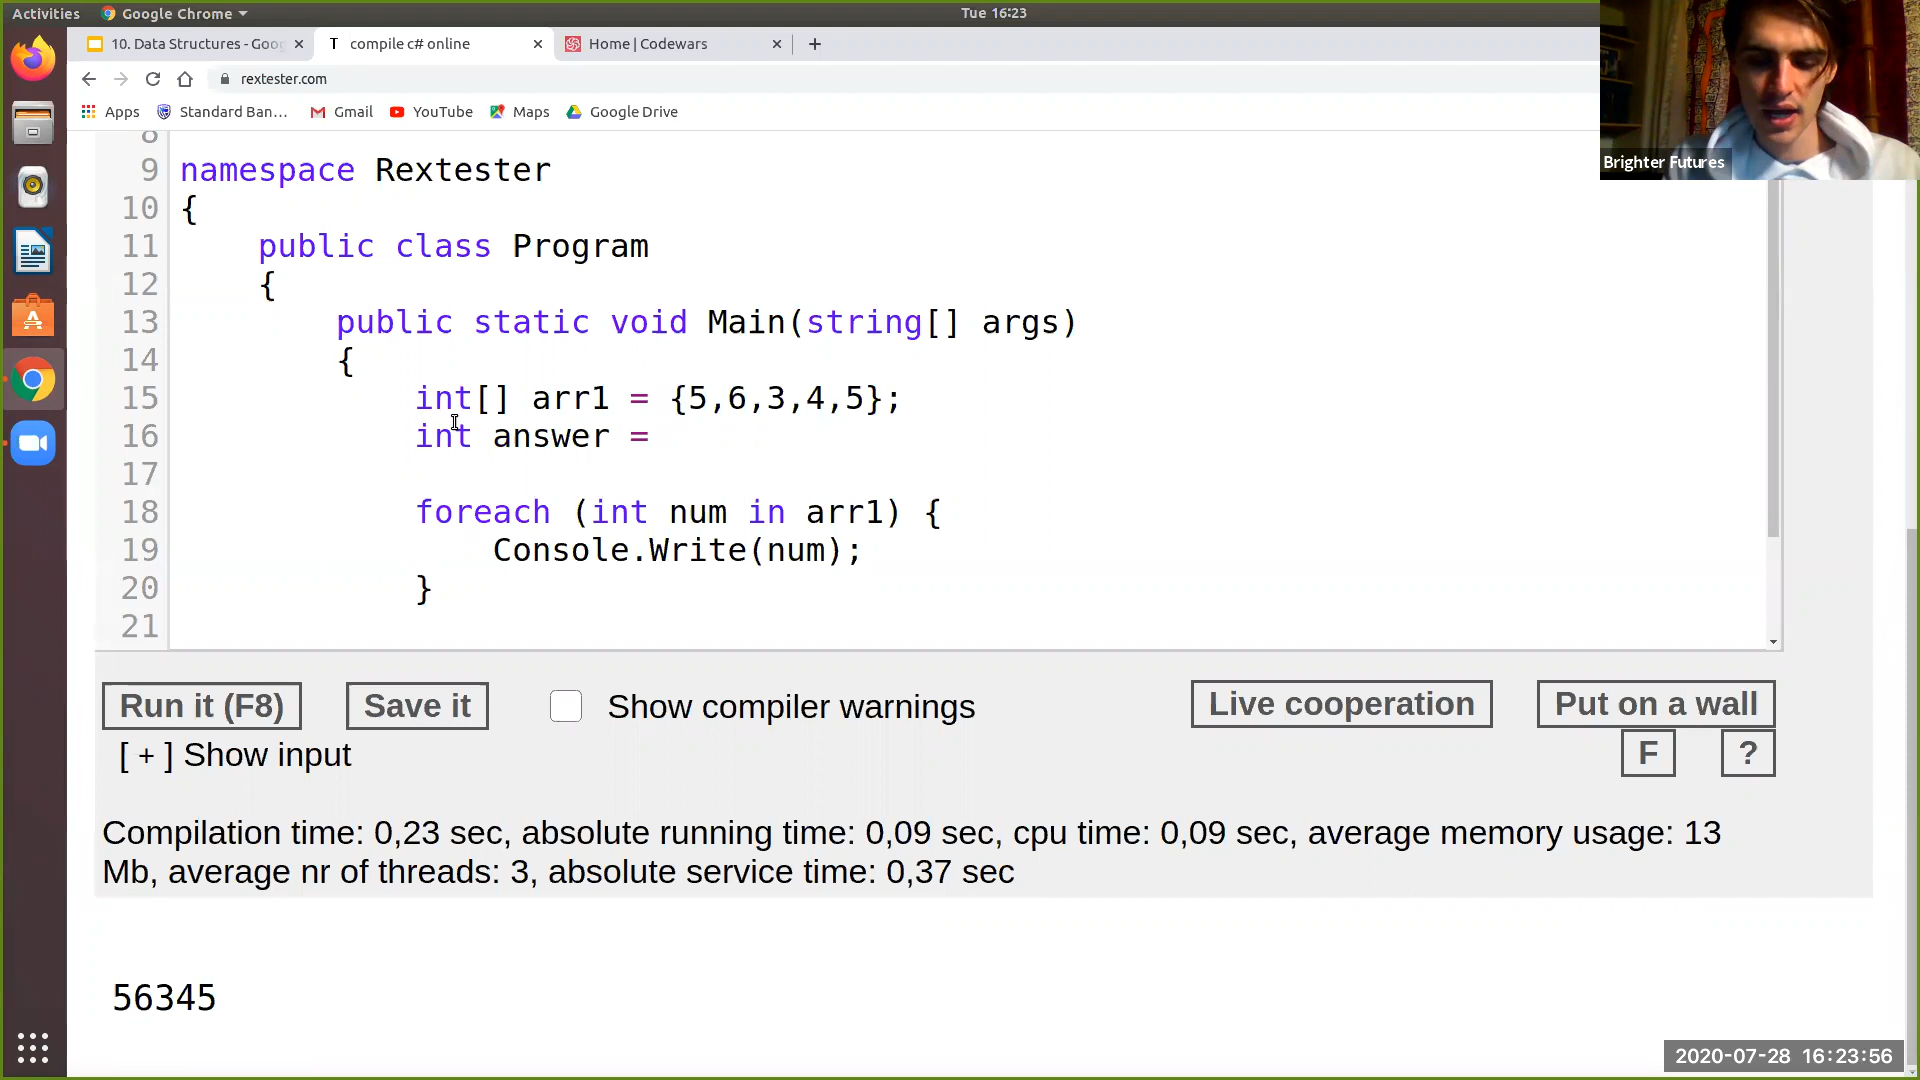 Activities
Google Chrome
Tue 16:23
10. Data Structures - Goo
compile c# online
Home | Codewars
rextester.com
Apps
Standard Ban...
Gmail
YouTube
Maps
Google Drive
Brighter Futures
8
9 namespace Rextester
10 {
11 public class Program
12 {
13 public static void Main(string[] args)
14 {
15 int[] arr1 = {5,6,3,4,5};
16 int answer =
17
18 foreach (int num in arr1) {
19 Console.Write(num);
20 }
21
Run it (F8)
Save it
Show compiler warnings
Live cooperation
Put on a wall
[ + ] Show input
F
?
Compilation time: 0,23 sec, absolute running time: 0,09 sec, cpu time: 0,09 sec, average memory usage: 13
Mb, average nr of threads: 3, absolute service time: 0,37 sec
56345
2020-07-28 16:23:56